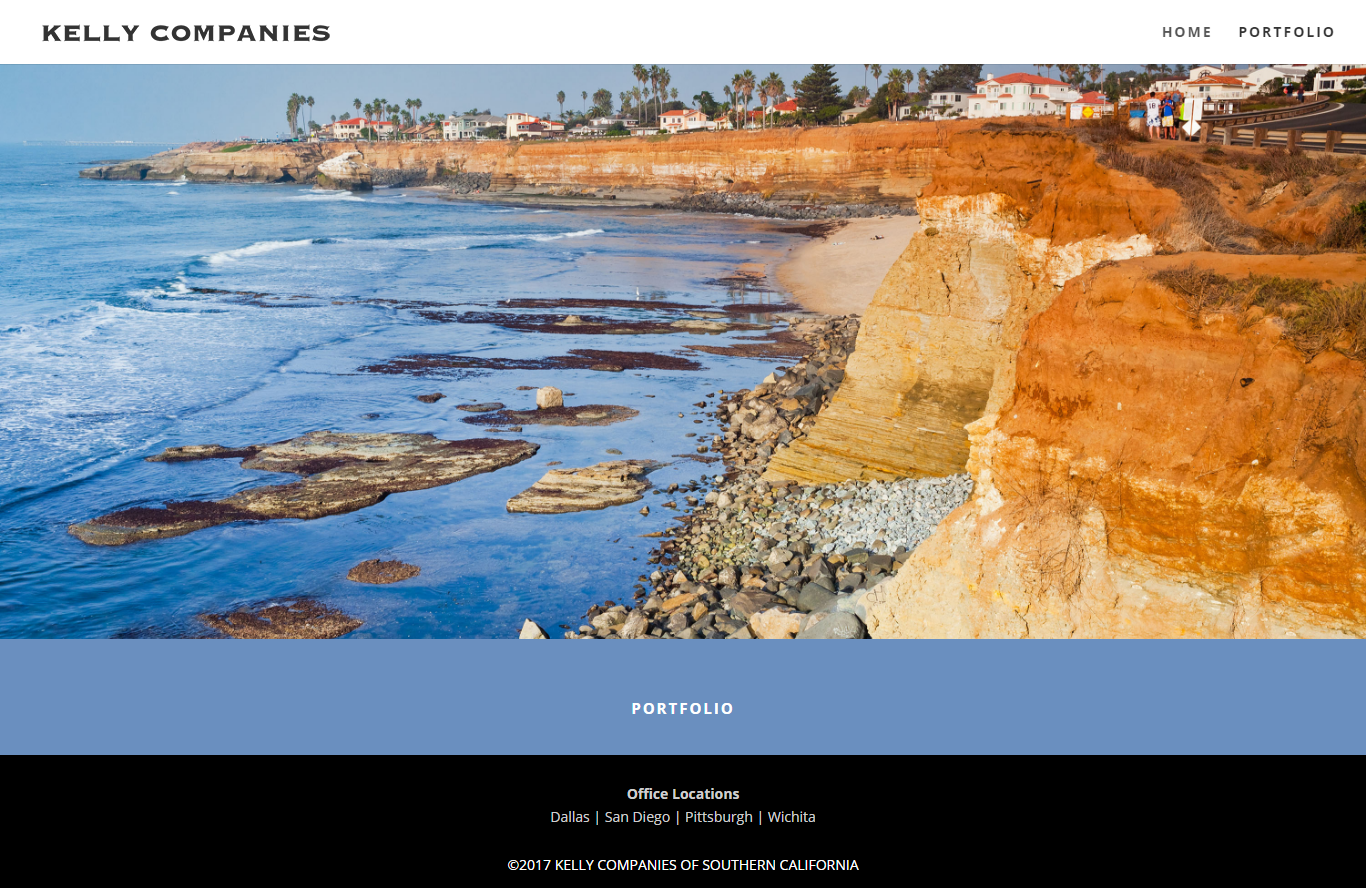 KELLY COMPANIES
HOME PORTFOLIO
PORTFOLIO
Office Locations
Dallas | San Diego | Pittsburgh | Wichita
©2017 KELLY COMPANIES OF SOUTHERN CALIFORNIA